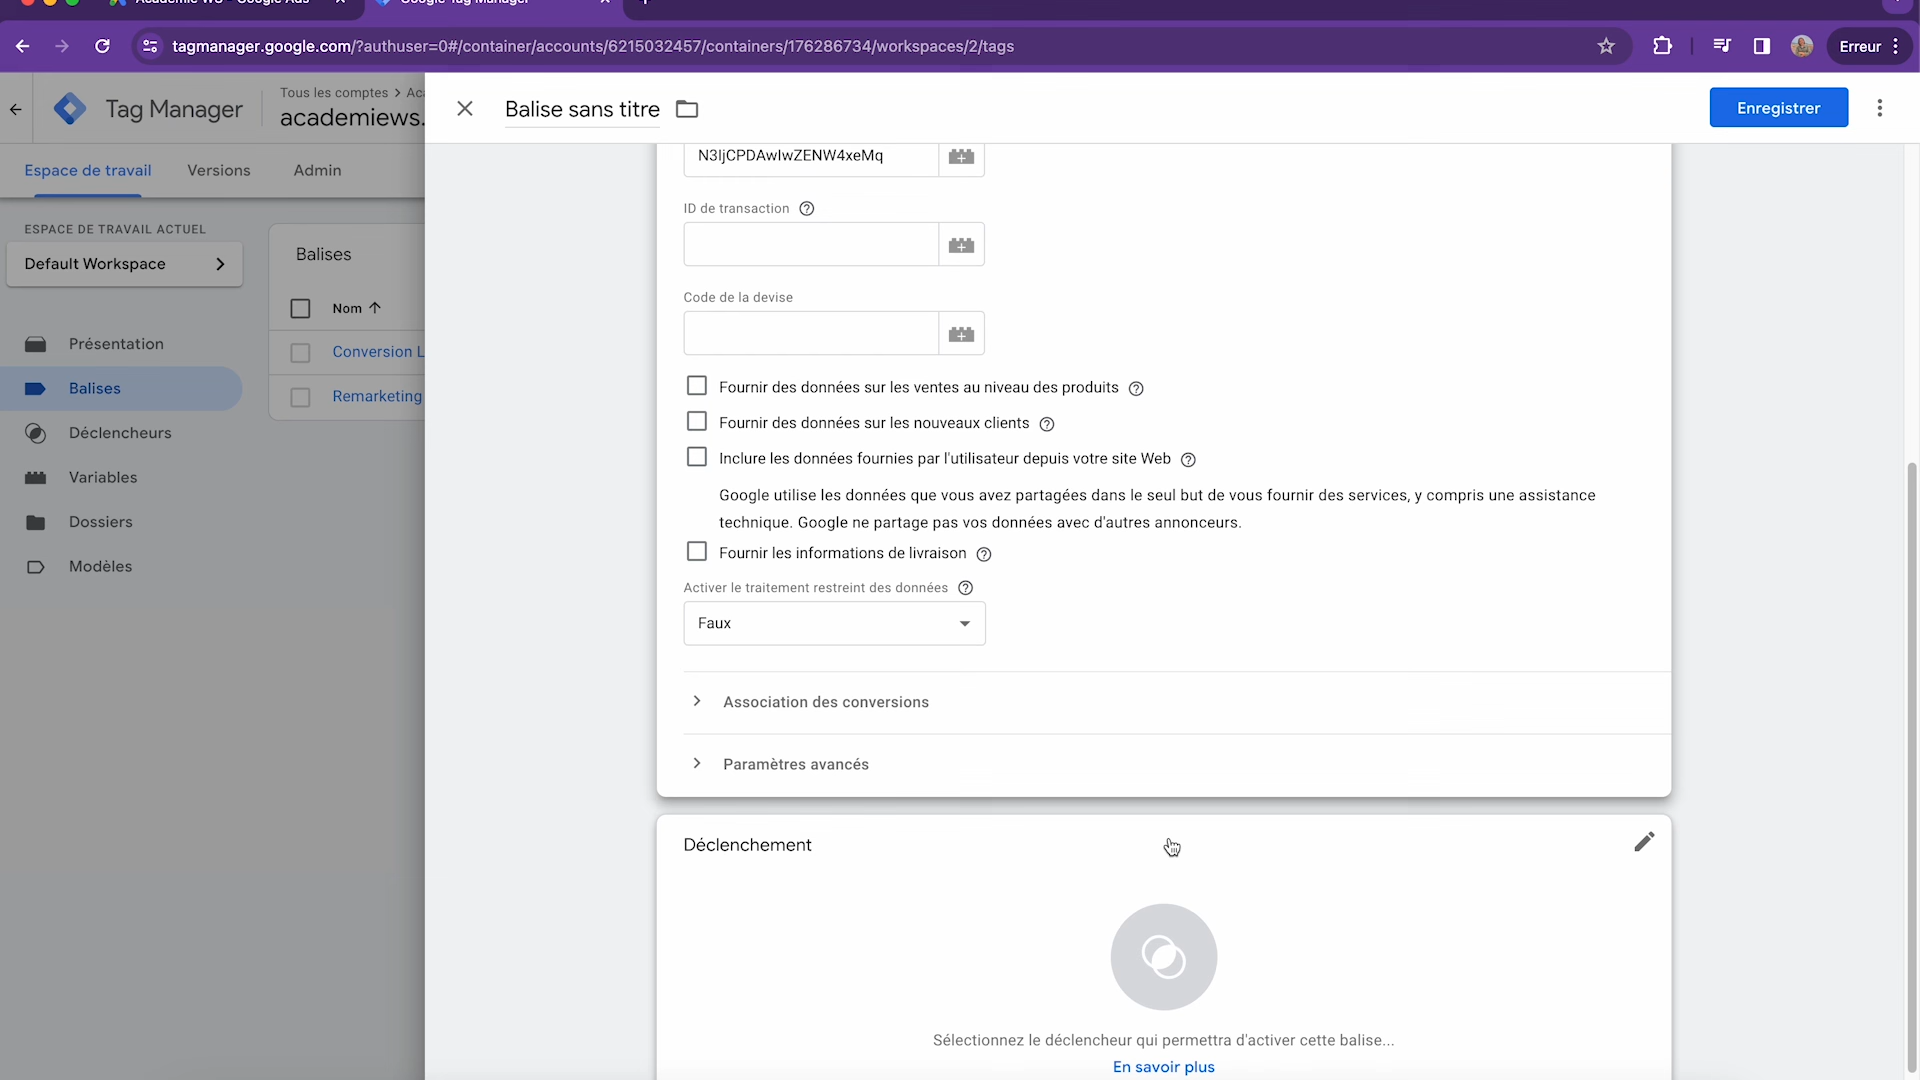 tagmanager.google.com/?authuser=0#/container/accounts/6215032457/containers/176286734/workspaces/2/tags
Erreur
Tag Manager
Tous les comptes > Ac
academiews.
Balise sans titre
Enregistrer
Espace de travail
Versions
Admin
ESPACE DE TRAVAIL ACTUEL
Default Workspace
Présentation
Balises
Déclencheurs
Variables
Dossiers
Modèles
Balises
Nom
Conversion L
Remarketing
N3IjCPDAwIwZENW4xeMq
ID de transaction
Code de la devise
Fournir des données sur les ventes au niveau des produits
Fournir des données sur les nouveaux clients
Inclure les données fournies par l'utilisateur depuis votre site Web
Google utilise les données que vous avez partagées dans le seul but de vous fournir des services, y compris une assistance
technique. Google ne partage pas vos données avec d'autres annonceurs.
Fournir les informations de livraison
Activer le traitement restreint des données
Faux
Association des conversions
Paramètres avancés
Déclenchement
Sélectionnez le déclencheur qui permettra d'activer cette balise...
En savoir plus